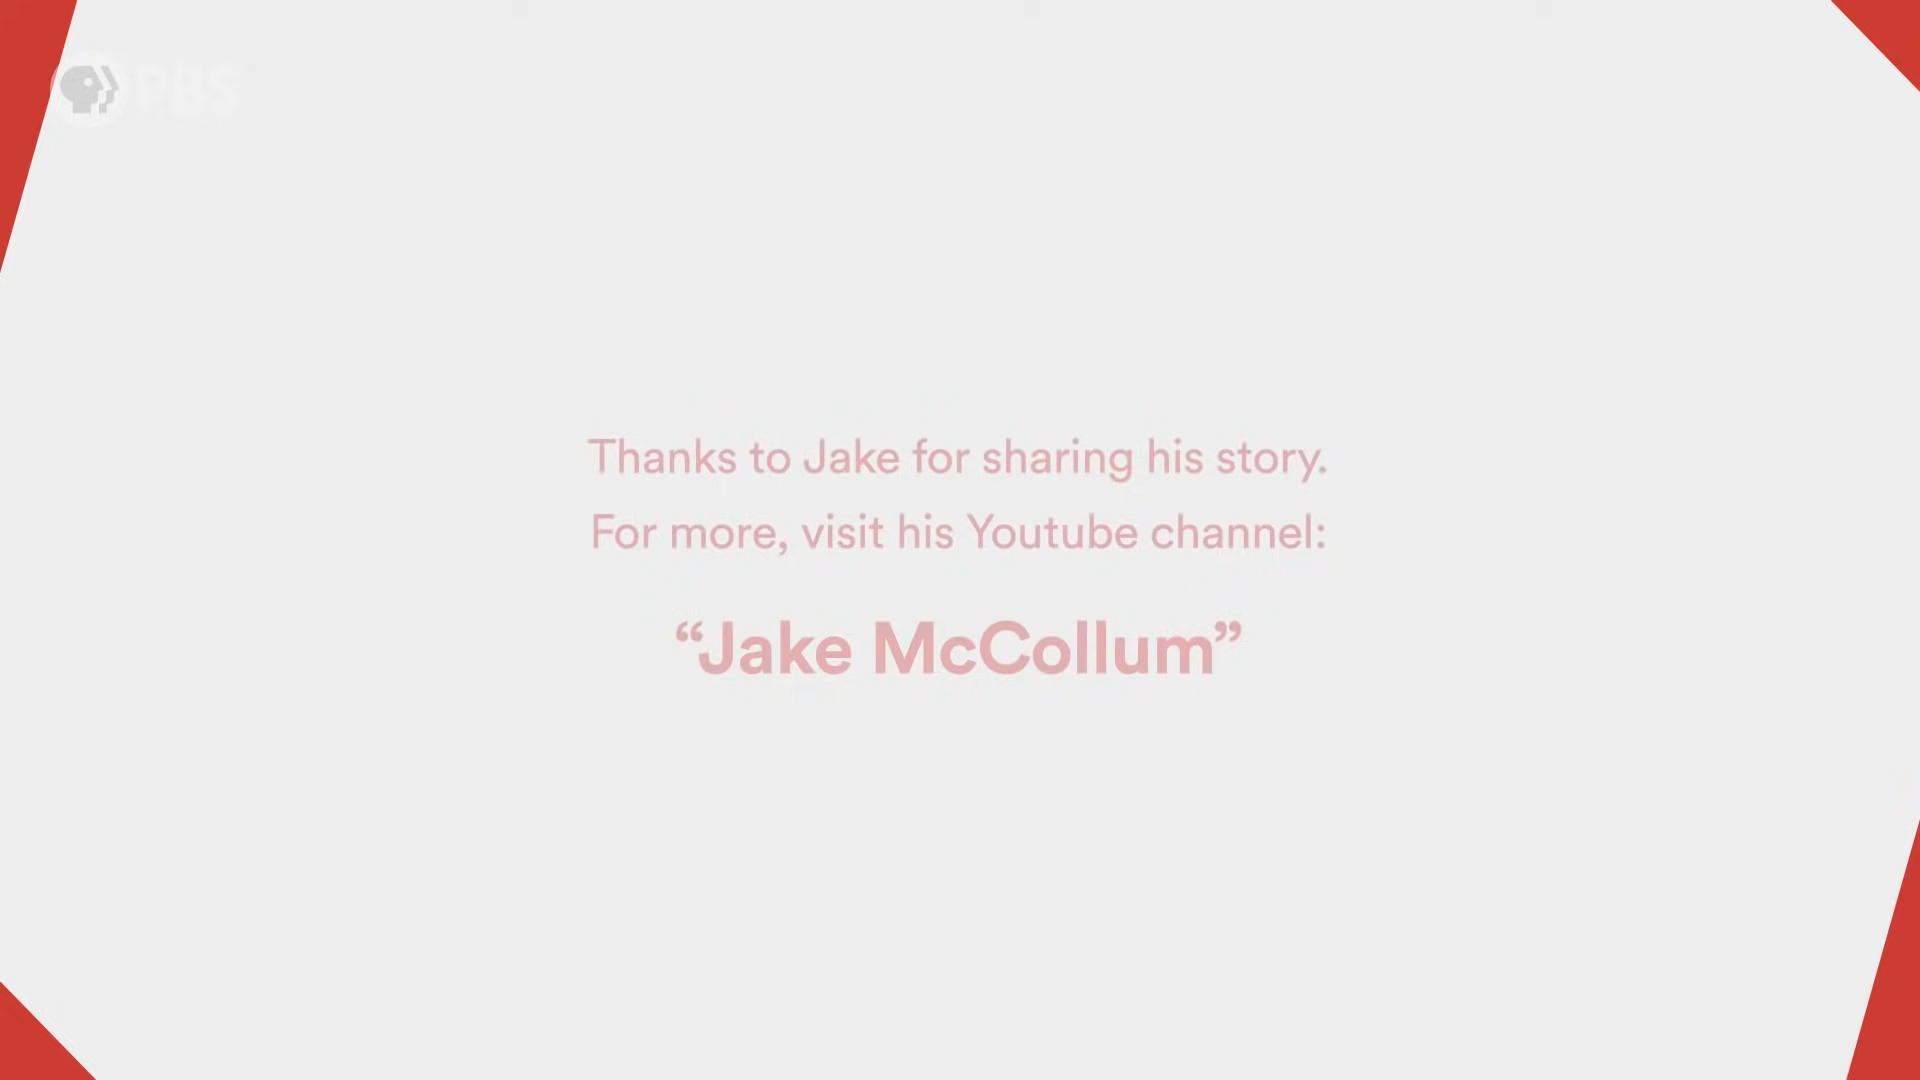 PBS
Thanks to Jake for sharing his story.
For more, visit his Youtube channel:
“Jake McCollum”